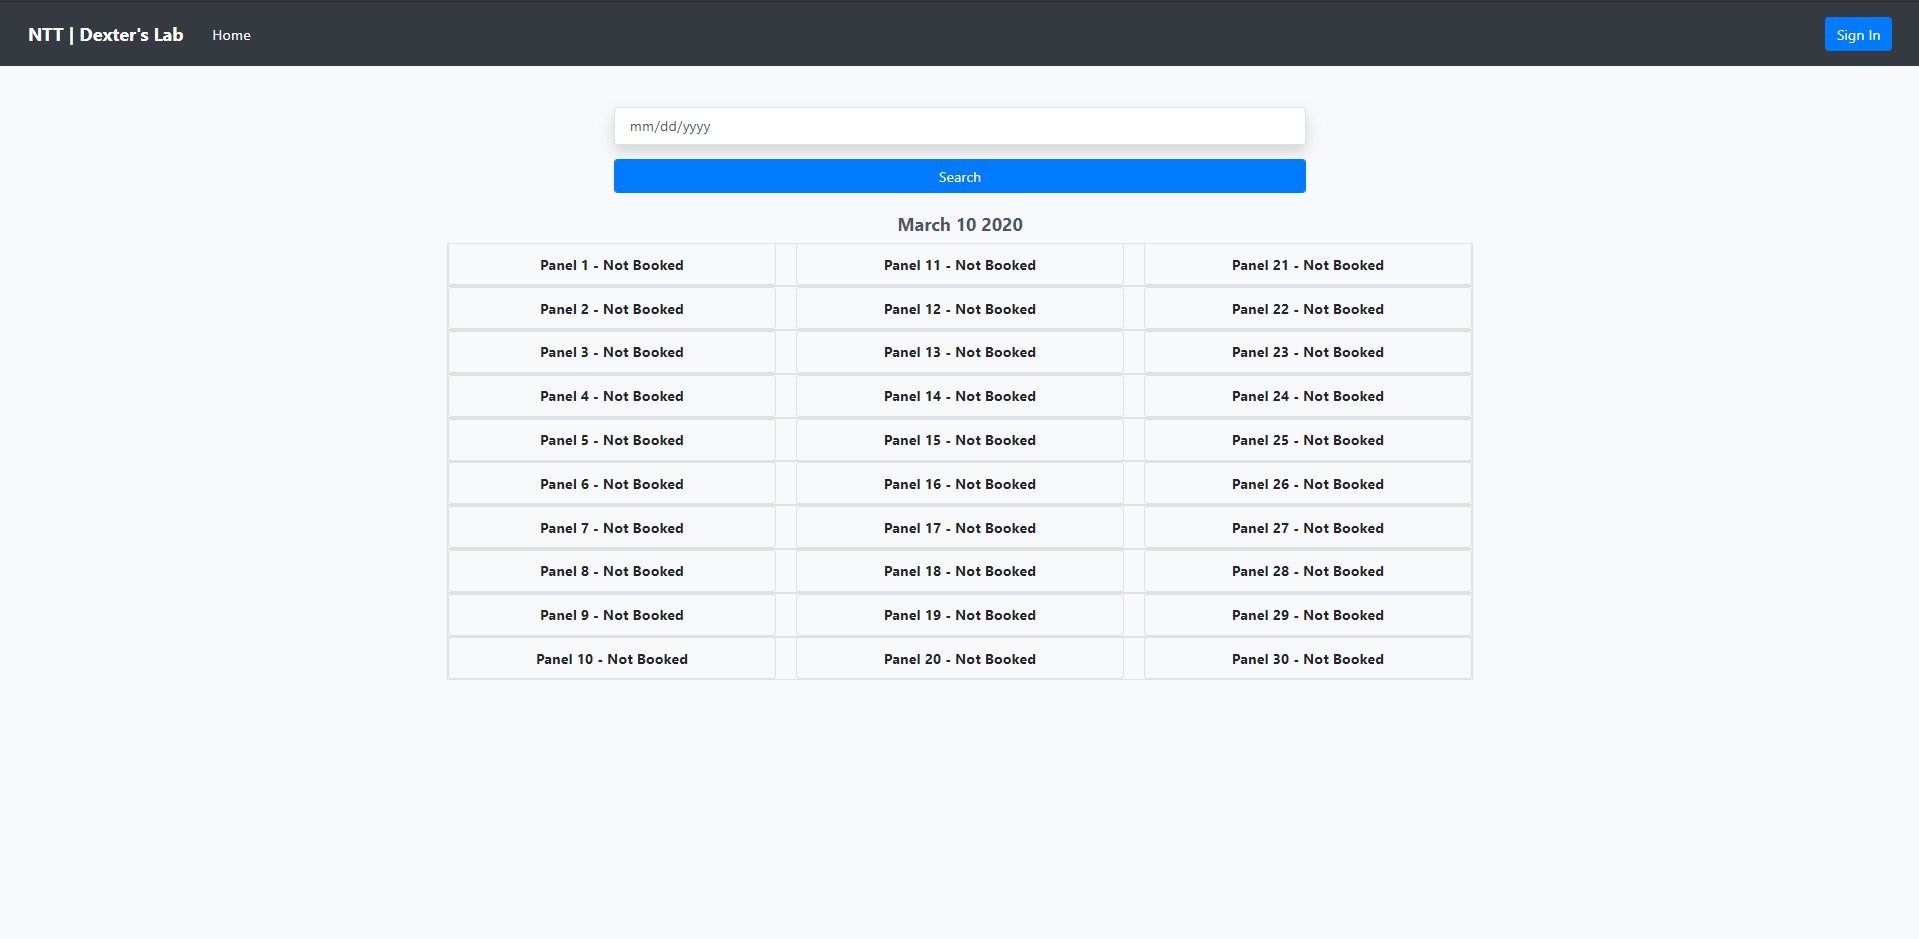 NTT | Dexter's Lab Home Sign In
mm/dd/yyyy
Search
March 10 2020
Panel 1 - Not Booked Panel 11 - Not Booked Panel 21 - Not Booked
Panel 2 - Not Booked Panel 12 - Not Booked Panel 22 - Not Booked
Panel 3 - Not Booked Panel 13 - Not Booked Panel 23 - Not Booked
Panel 4 - Not Booked Panel 14 - Not Booked Panel 24 - Not Booked
Panel 5 - Not Booked Panel 15 - Not Booked Panel 25 - Not Booked
Panel 6 - Not Booked Panel 16 - Not Booked Panel 26 - Not Booked
Panel 7 - Not Booked Panel 17 - Not Booked Panel 27 - Not Booked
Panel 8 - Not Booked Panel 18 - Not Booked Panel 28 - Not Booked
Panel 9 - Not Booked Panel 19 - Not Booked Panel 29 - Not Booked
Panel 10 - Not Booked Panel 20 - Not Booked Panel 30 - Not Booked